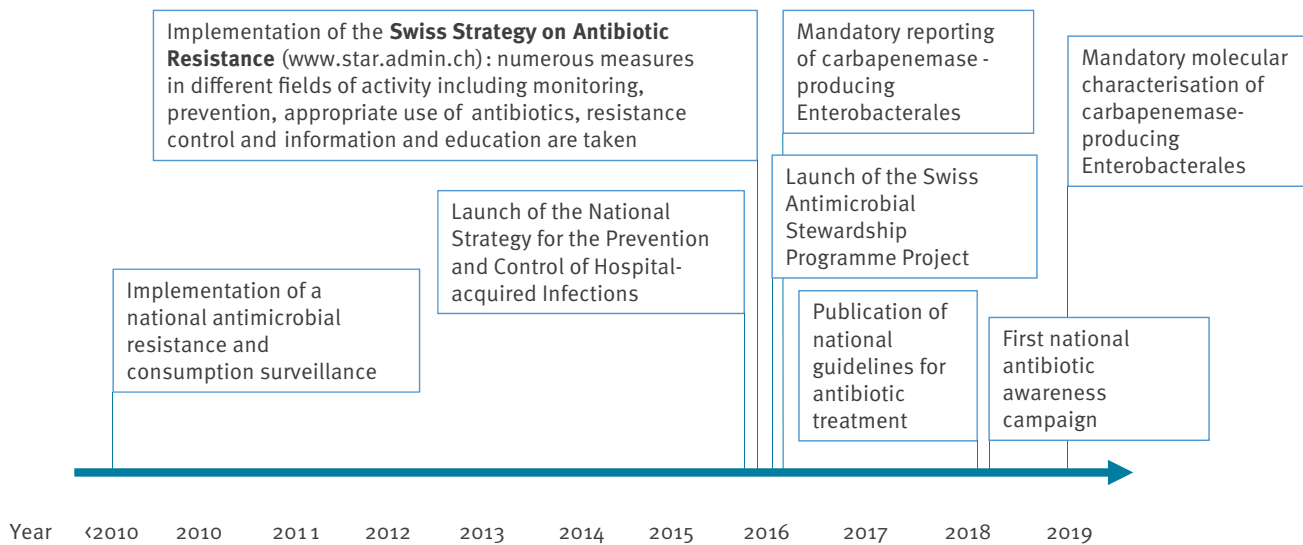 Implementation of the Swiss Strategy on Antibiotic
Resistance (www.star.admin.ch): numerous measures
in different fields of activity including monitoring,
prevention, appropriate use of antibiotics, resistance
control and information and education are taken
Mandatory reporting
of carbapenemase -
producing
Enterobacterales
Mandatory molecular
characterisation of
carbapenemase-
producing
Enterobacterales
Launch of the National
Strategy for the Prevention
and Control of Hospital-
acquired Infections
Launch of the Swiss
Antimicrobial
Stewardship
Programme Project
Implementation of a
national antimicrobial
resistance and
consumption surveillance
Publication of
national
guidelines for
antibiotic
treatment
First national
antibiotic
awareness
campaign
Year <2010 2010 2011 2012 2013 2014 2015 2016 2017 2018 2019